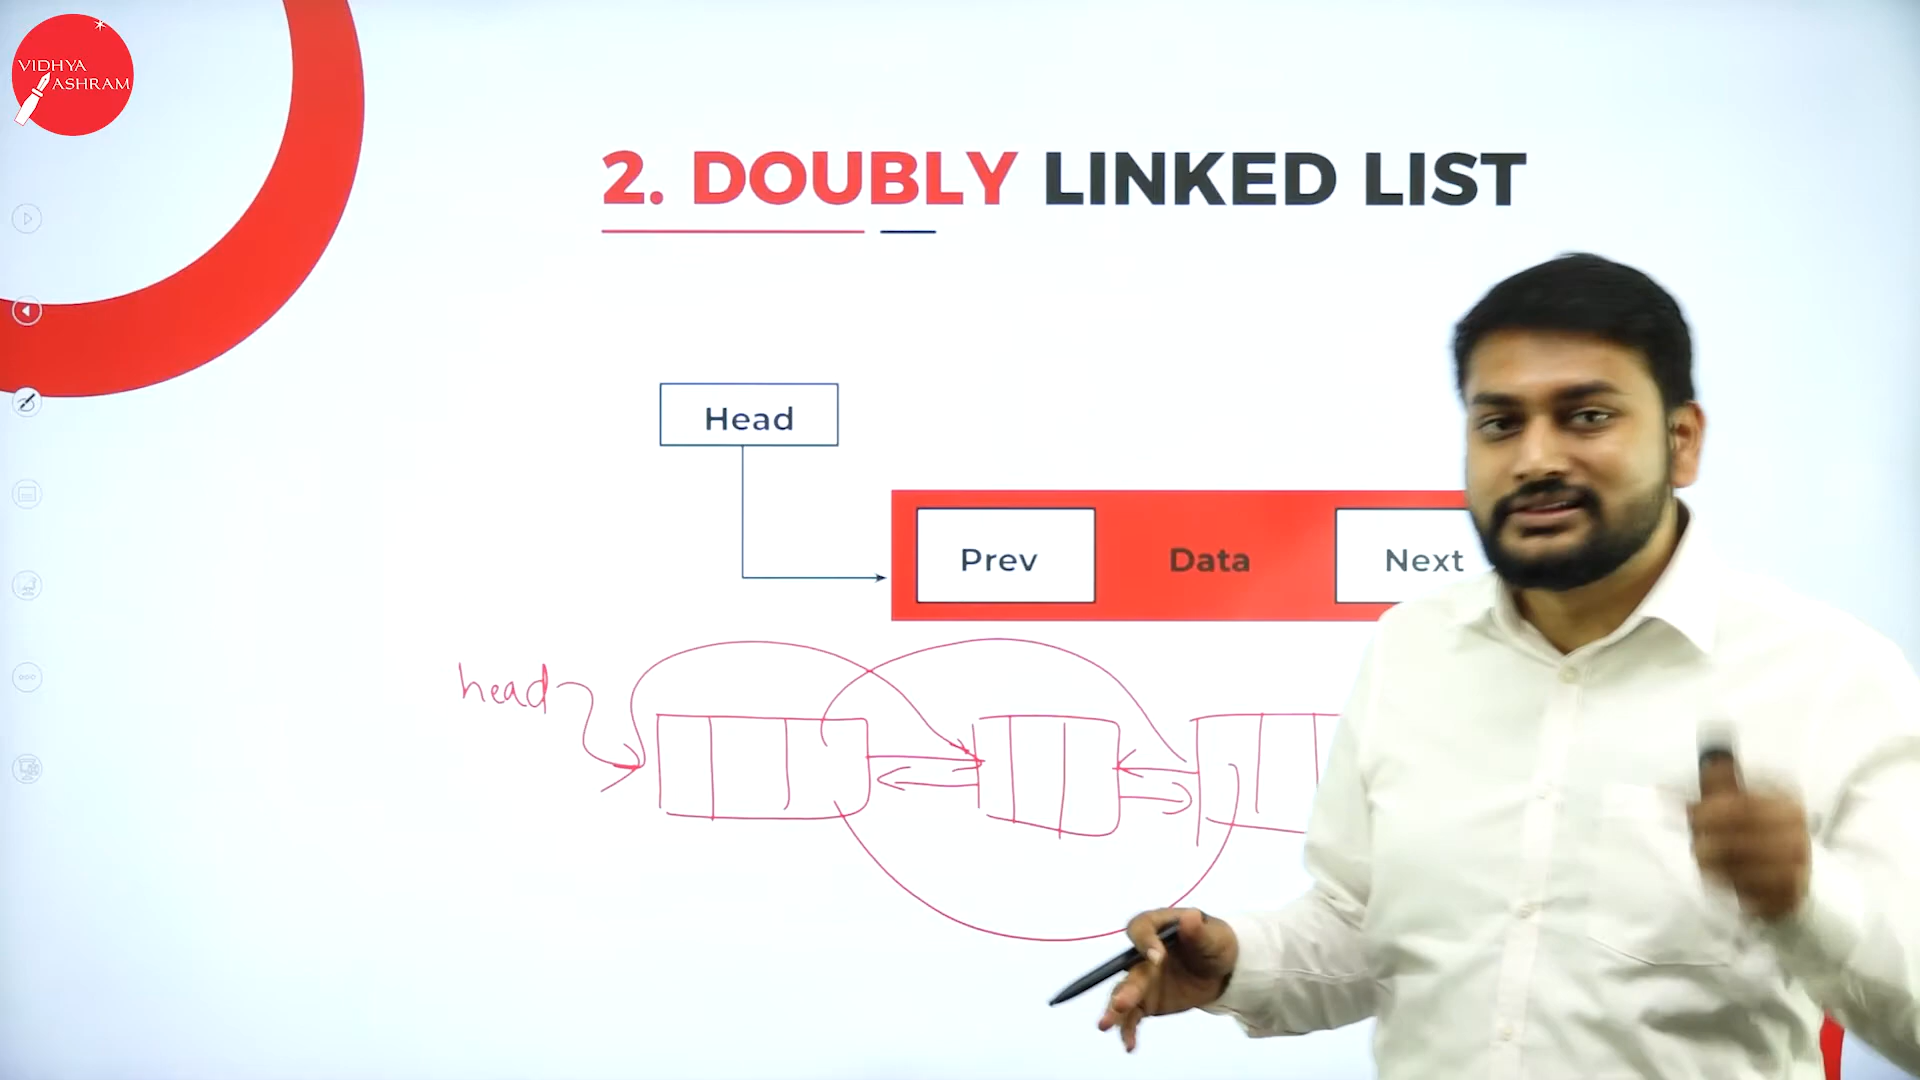 VIDHYA
ASHRAM
2. DOUBLY LINKED LIST
Head
Prev Data Next
head